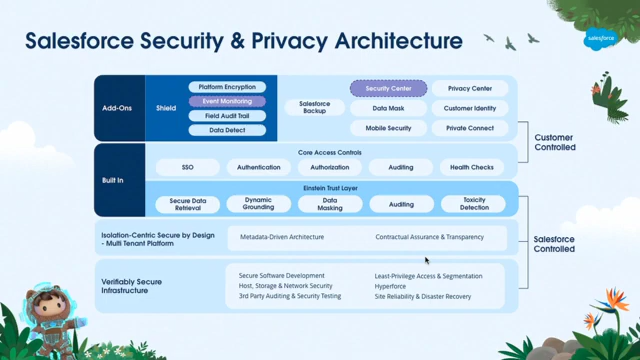 Salesforce Security & Privacy Architecture
salesforce
Add-Ons
Shield
Platform Encryption
Event Monitoring
Field Audit Trail
Data Detect
Salesforce
Backup
Security Center
Privacy Center
Data Mask
Customer Identity
Mobile Security
Private Connect
Customer
Controlled
Built In
Core Access Controls
SSO
Authentication
Authorization
Auditing
Health Checks
Einstein Trust Layer
Secure Data
Retrieval
Dynamic
Grounding
Data
Masking
Auditing
Toxicity
Detection
Isolation-Centric Secure by Design
- Multi Tenant Platform
Metadata-Driven Architecture
Contractual Assurance & Transparency
Salesforce
Controlled
Verifiably Secure
Infrastructure
Secure Software Development
Host, Storage & Network Security
3rd Party Auditing & Security Testing
Least-Privilege Access & Segmentation
Hyperforce
Site Reliability & Disaster Recovery